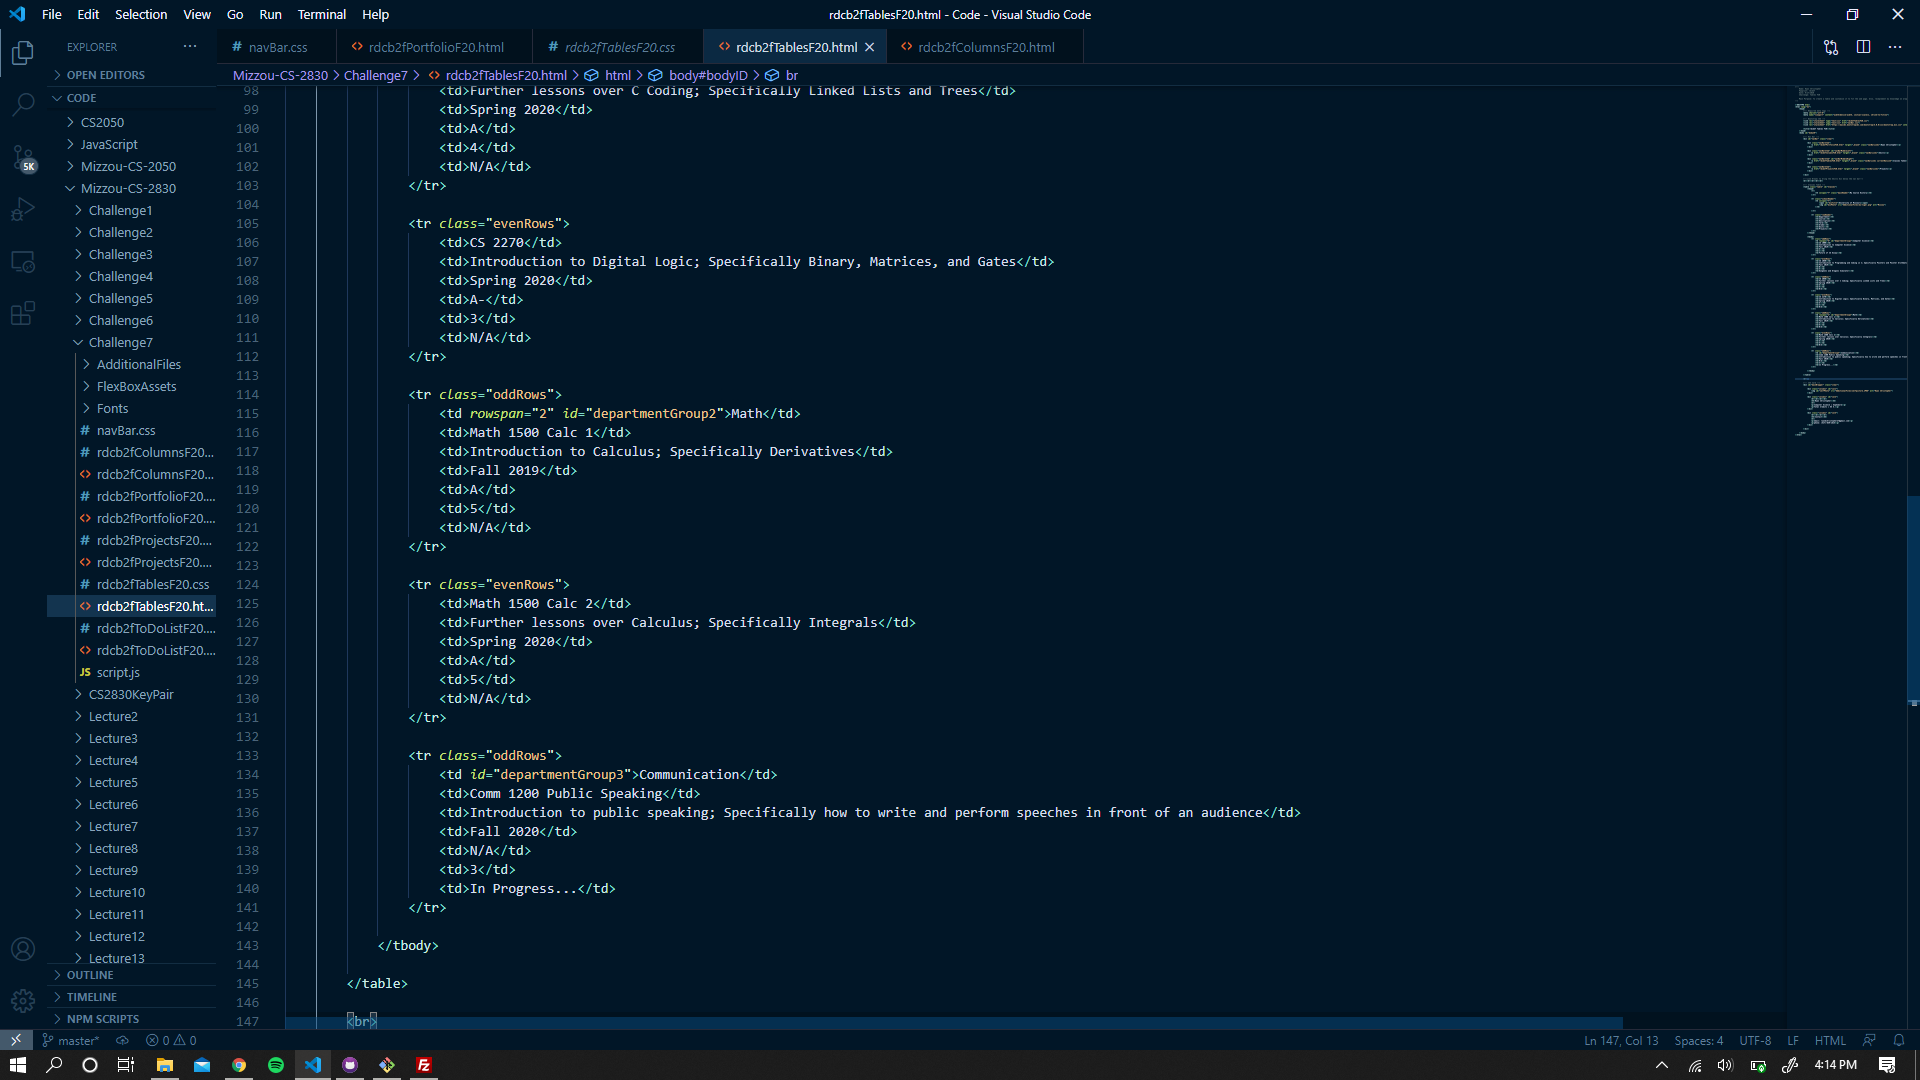 File Edit Selection View Go Run Terminal Help
rdcb2fTablesF20.html - Code - Visual Studio Code
EXPLORER
navBar.css
rdcb2fPortfolioF20.html
rdcb2fTablesF20.css
rdcb2fTablesF20.html
rdcb2fColumnsF20.html
Mizzou-CS-2830 > Challenge7 > rdcb2fTablesF20.html > html > body#bodyID > br
OPEN EDITORS
CODE
CS2050
JavaScript
Mizzou-CS-2050
Mizzou-CS-2830
Challenge1
Challenge2
Challenge3
Challenge4
Challenge5
Challenge6
Challenge7
AdditionalFiles
FlexBoxAssets
Fonts
navBar.css
rdcb2fColumnsF20...
rdcb2fColumnsF20...
rdcb2fPortfolioF20....
rdcb2fPortfolioF20....
rdcb2fProjectsF20....
rdcb2fProjectsF20....
rdcb2fTablesF20.css
rdcb2fTablesF20.ht...
rdcb2fToDoListF20....
rdcb2fToDoListF20....
JS script.js
CS2830KeyPair
Lecture2
Lecture3
Lecture4
Lecture5
Lecture6
Lecture7
Lecture8
Lecture9
Lecture10
Lecture11
Lecture12
Lecture13
OUTLINE
TIMELINE
NPM SCRIPTS
5K
98 <td>Further lessons over C Coding; Specifically Linked Lists and Trees</td>
99 <td>Spring 2020</td>
100 <td>A</td>
101 <td>4</td>
102 <td>N/A</td>
103 </tr>
104
105 <tr class="evenRows">
106 <td>CS 2270</td>
107 <td>Introduction to Digital Logic; Specifically Binary, Matrices, and Gates</td>
108 <td>Spring 2020</td>
109 <td>A-</td>
110 <td>3</td>
111 <td>N/A</td>
112 </tr>
113
114 <tr class="oddRows">
115 <td rowspan="2" id="departmentGroup2">Math</td>
116 <td>Math 1500 Calc 1</td>
117 <td>Introduction to Calculus; Specifically Derivatives</td>
118 <td>Fall 2019</td>
119 <td>A</td>
120 <td>5</td>
121 <td>N/A</td>
122 </tr>
123
124 <tr class="evenRows">
125 <td>Math 1500 Calc 2</td>
126 <td>Further lessons over Calculus; Specifically Integrals</td>
127 <td>Spring 2020</td>
128 <td>A</td>
129 <td>5</td>
130 <td>N/A</td>
131 </tr>
132
133 <tr class="oddRows">
134 <td id="departmentGroup3">Communication</td>
135 <td>Comm 1200 Public Speaking</td>
136 <td>Introduction to public speaking; Specifically how to write and perform speeches in front of an audience</td>
137 <td>Fall 2020</td>
138 <td>N/A</td>
139 <td>3</td>
140 <td>In Progress...</td>
141 </tr>
142
143 </tbody>
144
145 </table>
146
147 <br>
master* 0 0
Ln 147, Col 13 Spaces: 4 UTF-8 LF HTML
4:14 PM